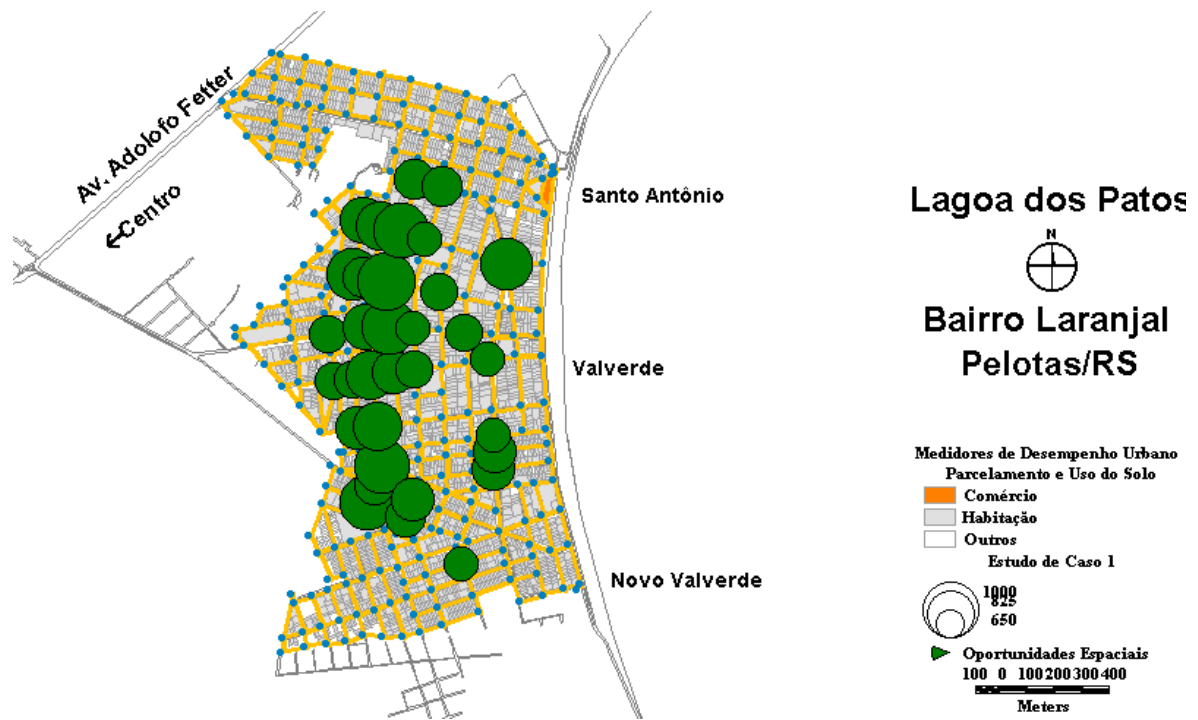 Av. Adolofo Fetter
←Centro
Santo Antônio
Valverde
Novo Valverde
Lagoa dos Patos
N
Bairro Laranjal
Pelotas/RS
Medidores de Desempenho Urbano
Parcelamento e Uso do Solo
Comércio
Habitação
Outros
Estudo de Caso 1
1000
825
650
Oportunidades Espaciais
100 0 100 200 300 400
Meters